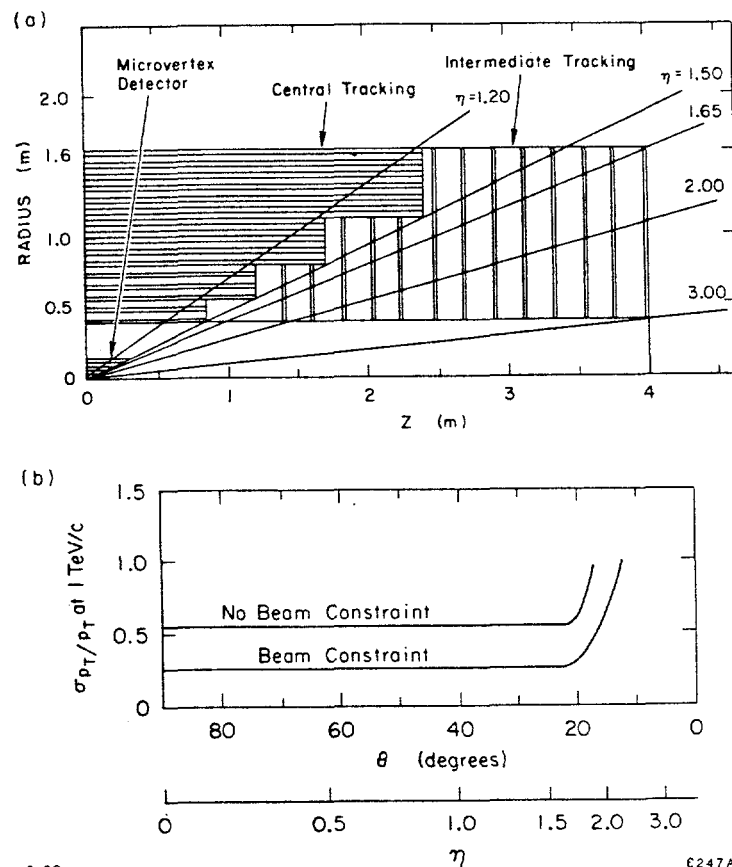 (a)
Microvertex
Detector
Central Tracking
Intermediate Tracking
η=1.20
η=1.50
1.65
2.00
3.00
RADIUS (m)
2.0
1.6
1.0
0.5
0
0 1 2 3 4
Z (m)
(b)
σpT/pT at 1 TeV/c
1.5
1.0
0.5
0
No Beam Constraint
Beam Constraint
80 60 40 20 0
θ (degrees)
0 0.5 1.0 1.5 2.0 3.0
η